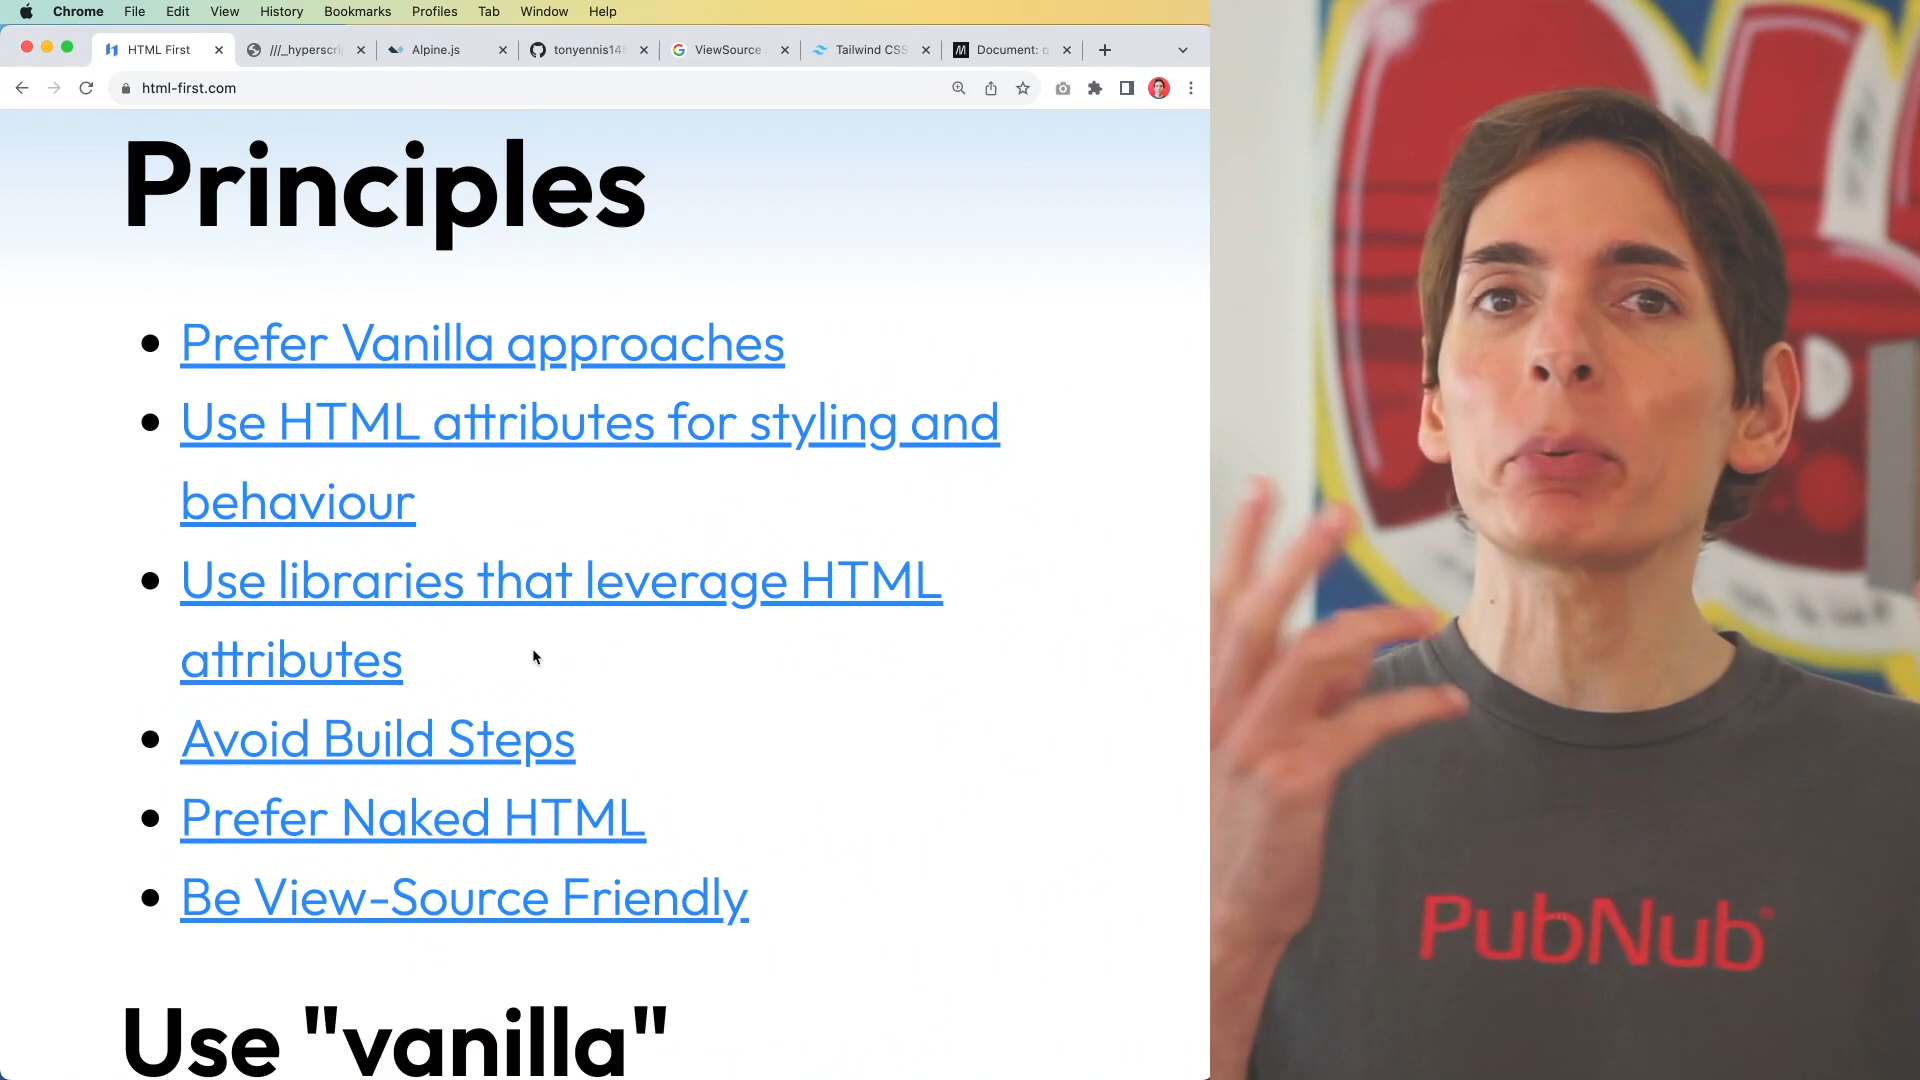 Chrome File Edit View History Bookmarks Profiles Tab Window Help
HTML First
///_hyperscri
Alpine.js
tonyennis14
ViewSource
Tailwind CSS
Document: q
html-first.com
Principles
Prefer Vanilla approaches
Use HTML attributes for styling and
behaviour
Use libraries that leverage HTML
attributes
Avoid Build Steps
Prefer Naked HTML
Be View-Source Friendly
Use "vanilla"
PubNub®